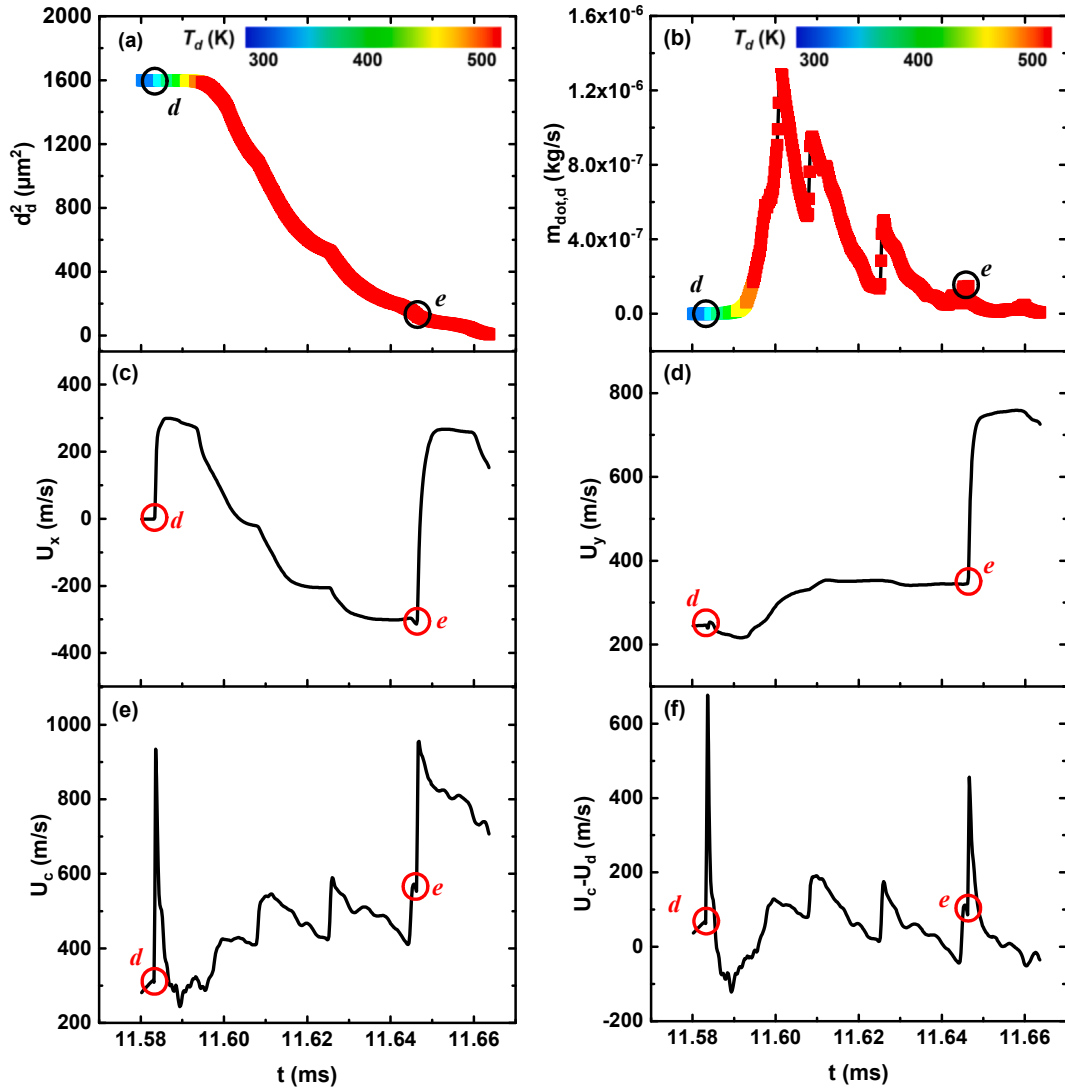 (a) T_d (K)
300 400 500
d
e
d_d^2 (μm^2)
1600
1200
800
400
0
(b) T_d (K)
300 400 500
d
e
m_dot,d (kg/s)
1.6x10^-6
1.2x10^-6
8.0x10^-7
4.0x10^-7
0.0
(c)
d
e
U_x (m/s)
400
200
0
-200
-400
(d)
d
e
U_y (m/s)
800
600
400
200
(e)
d
e
U_c (m/s)
1000
800
600
400
200
11.58 11.60 11.62 11.64 11.66
t (ms)
(f)
d
e
U_c-U_d (m/s)
600
400
200
0
-200
11.58 11.60 11.62 11.64 11.66
t (ms)